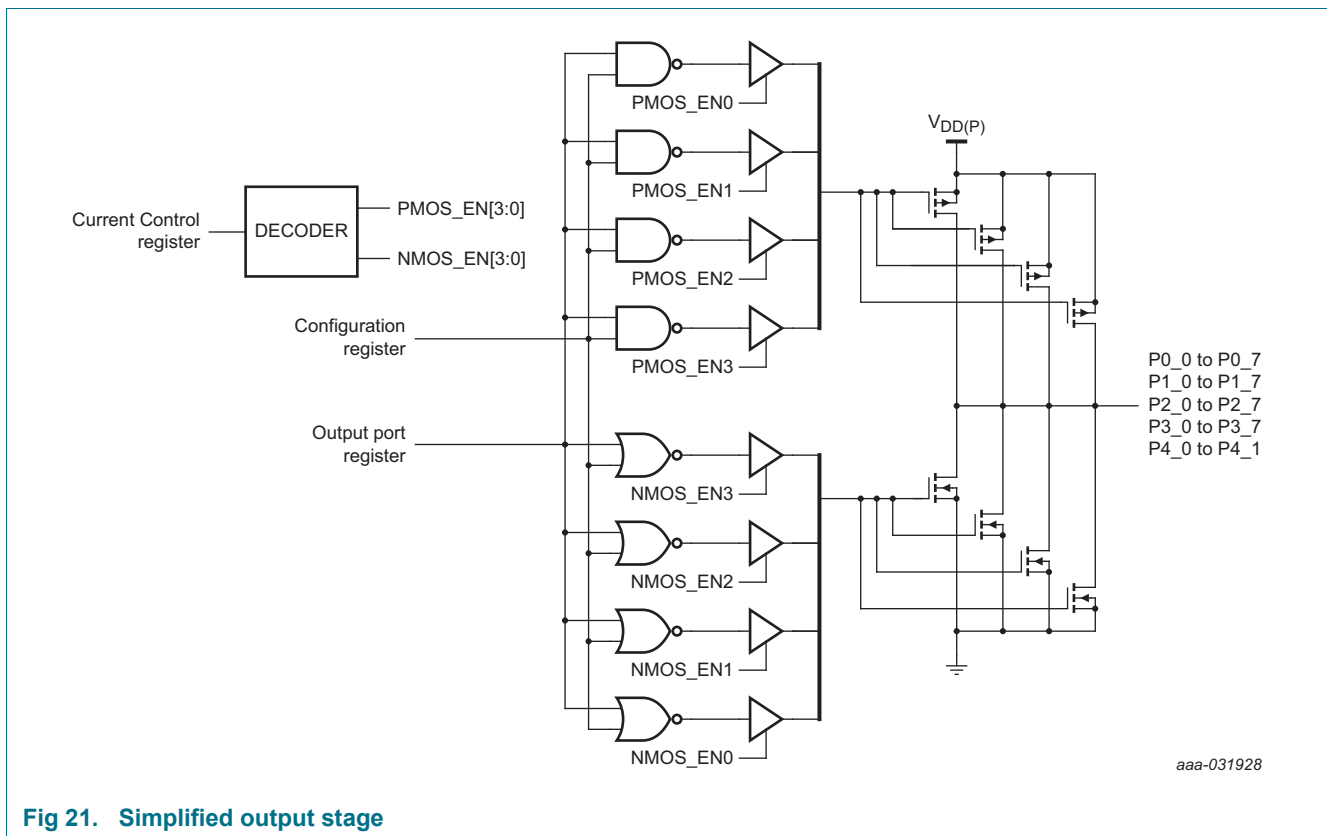 PMOS_EN0
PMOS_EN1
PMOS_EN2
PMOS_EN3
Current Control
register
DECODER
PMOS_EN[3:0]
NMOS_EN[3:0]
Configuration
register
Output port
register
NMOS_EN3
NMOS_EN2
NMOS_EN1
NMOS_EN0
VDD(P)
P0_0 to P0_7
P1_0 to P1_7
P2_0 to P2_7
P3_0 to P3_7
P4_0 to P4_1
aaa-031928
Fig 21. Simplified output stage